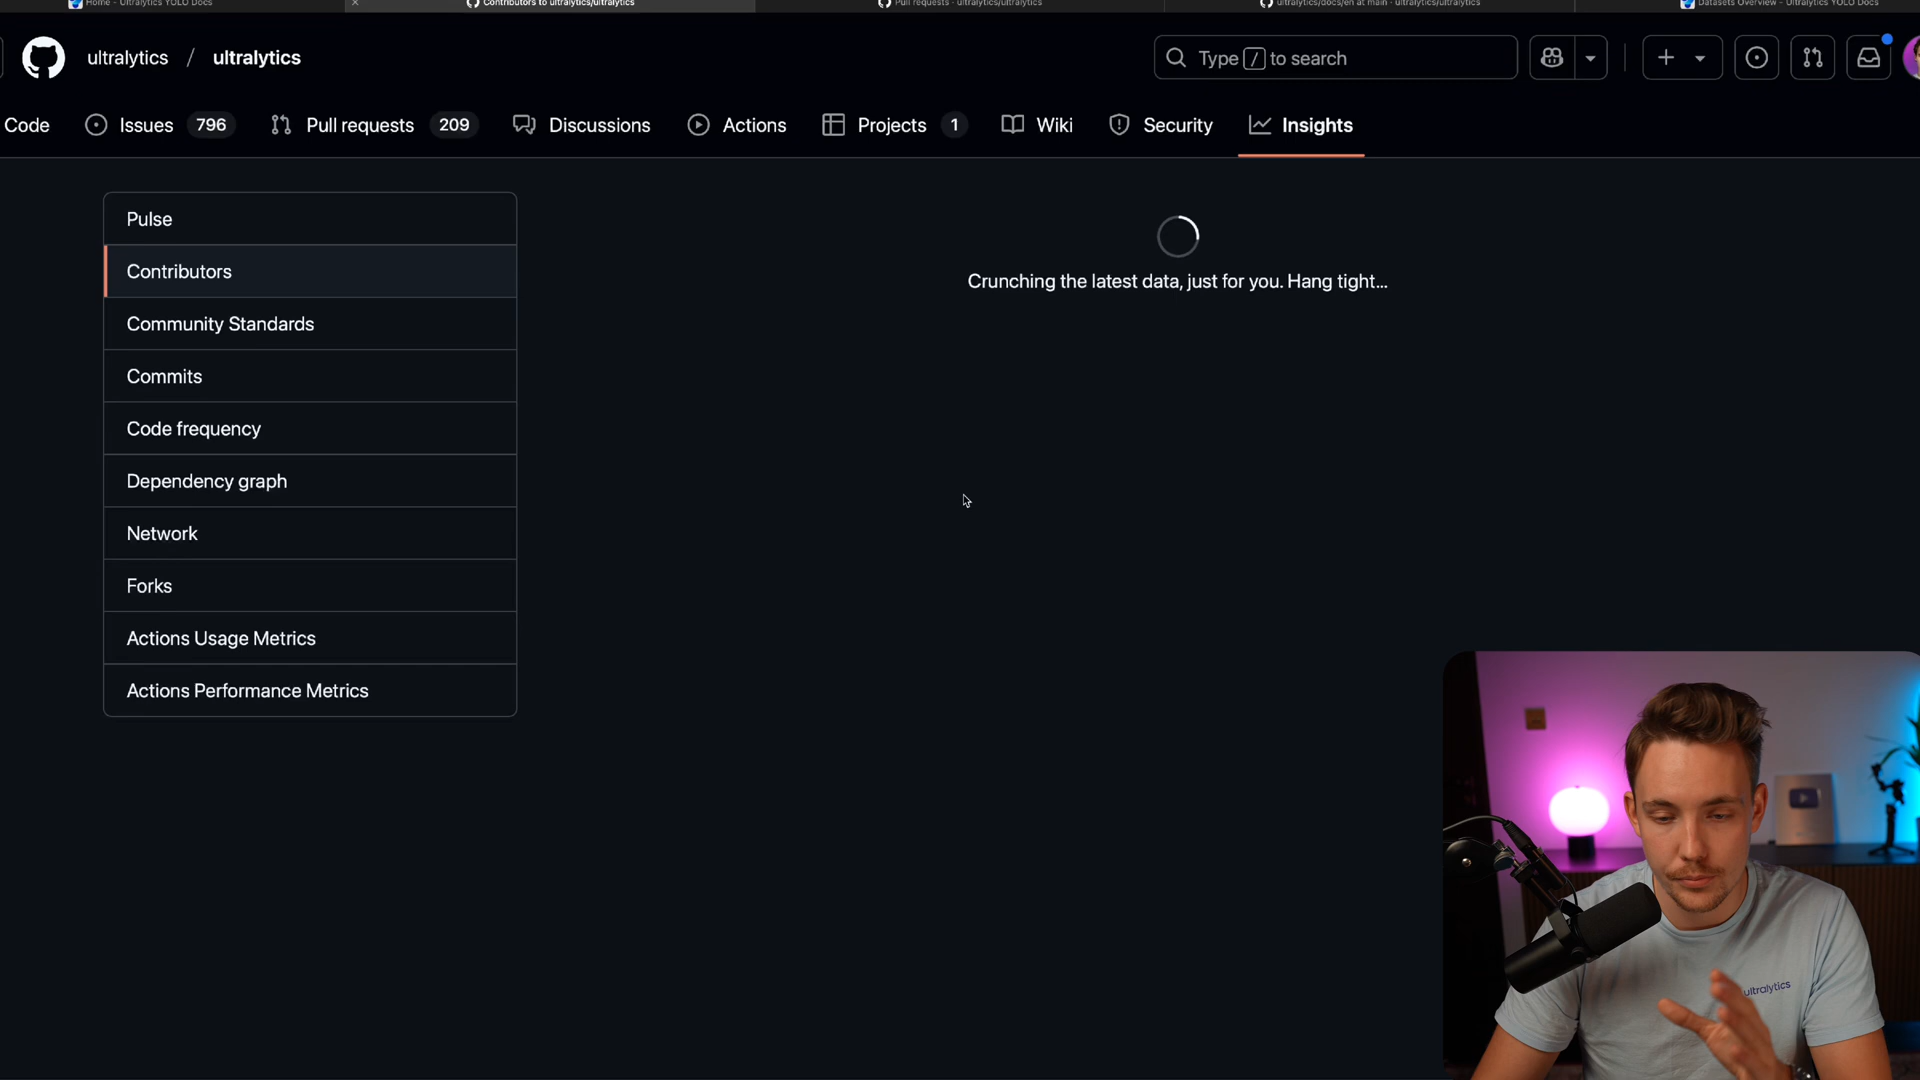 Home - Ultralytics YOLO Docs
Contributors to ultralytics/ultralytics
Pull requests · ultralytics/ultralytics
ultralytics/docs/en at main · ultralytics/ultralytics
Datasets Overview - Ultralytics YOLO Docs
ultralytics / ultralytics
Type / to search
Code
Issues 796
Pull requests 209
Discussions
Actions
Projects 1
Wiki
Security
Insights
Pulse
Contributors
Community Standards
Commits
Code frequency
Dependency graph
Network
Forks
Actions Usage Metrics
Actions Performance Metrics
Crunching the latest data, just for you. Hang tight...
ultralytics